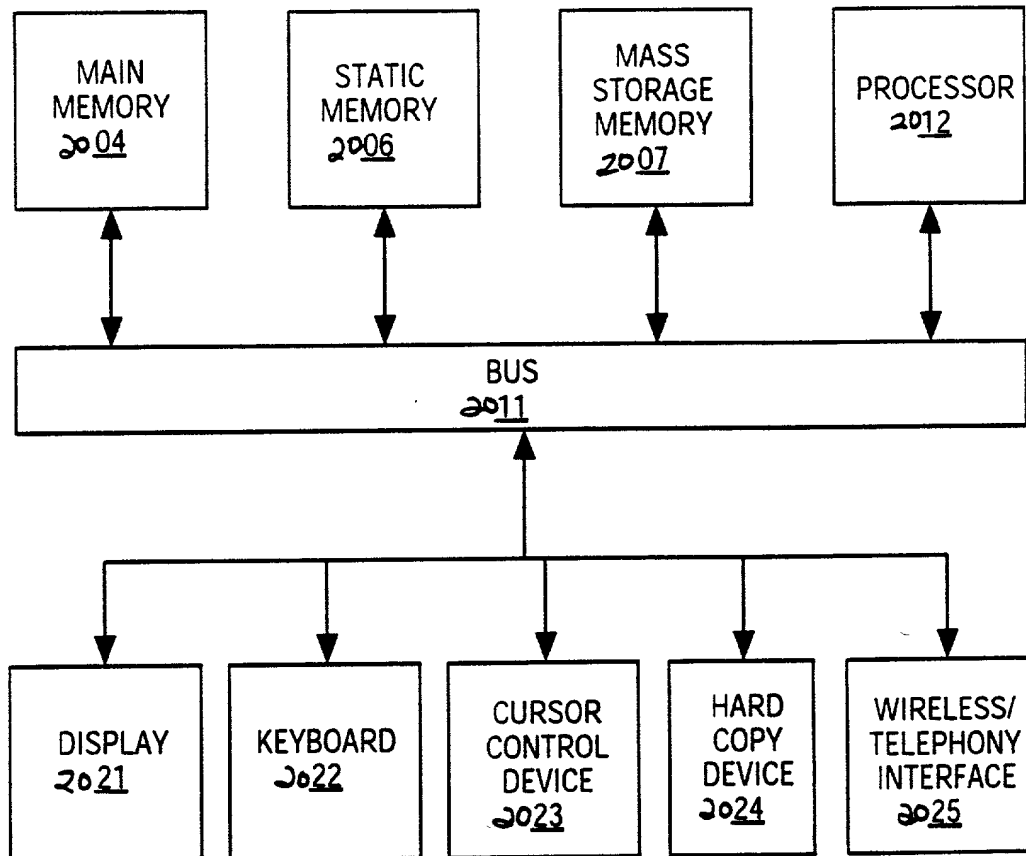 MAIN
MEMORY
2004
STATIC
MEMORY
2006
MASS
STORAGE
MEMORY
2007
PROCESSOR
2012
BUS
2011
DISPLAY
2021
KEYBOARD
2022
CURSOR
CONTROL
DEVICE
2023
HARD
COPY
DEVICE
2024
WIRELESS/
TELEPHONY
INTERFACE
2025